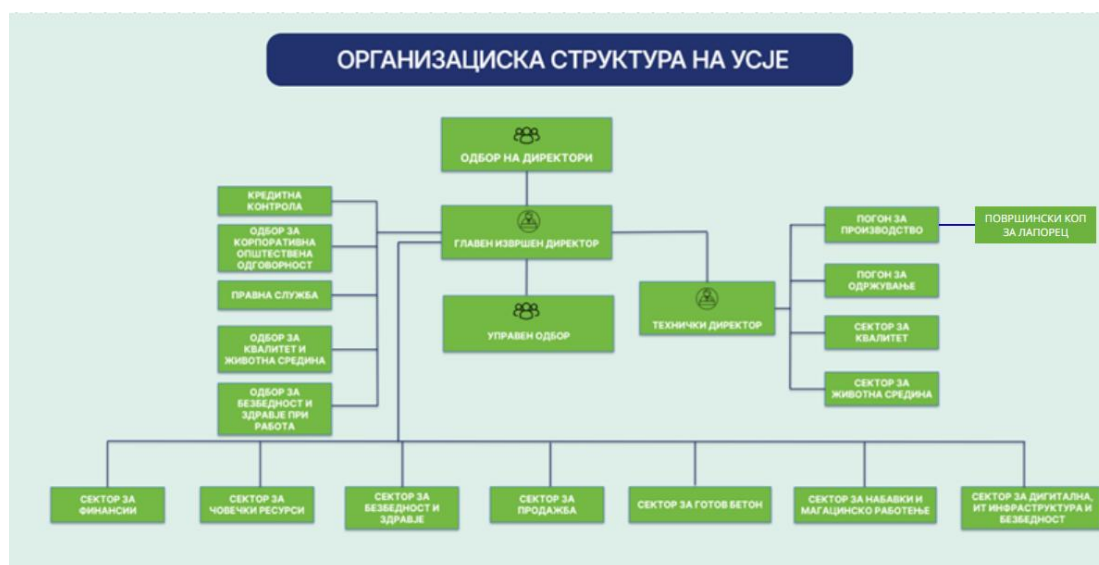 ОРГАНИЗАЦИСКА СТРУКТУРА НА УСЈЕ
ОДБОР НА ДИРЕКТОРИ
ГЛАВЕН ИЗВРШЕН ДИРЕКТОР
УПРАВЕН ОДБОР
КРЕДИТНА
КОНТРОЛА
ОДБОР ЗА
КОРПОРАТИВНА
ОПШТЕСТВЕНА
ОДГОВОРНОСТ
ПРАВНА СЛУЖБА
ОДБОР ЗА
КВАЛИТЕТ И
ЖИВОТНА СРЕДИНА
ОДБОР ЗА
БЕЗБЕДНОСТ И
ЗДРАВЈЕ ПРИ
РАБОТА
ТЕХНИЧКИ ДИРЕКТОР
ПОГОН ЗА
ПРОИЗВОДСТВО
ПОВРШИНСКИ КОП
ЗА ЛАПОРЕЦ
ПОГОН ЗА
ОДРЖУВАЊЕ
СЕКТОР ЗА
КВАЛИТЕТ
СЕКТОР ЗА
ЖИВОТНА СРЕДИНА
СЕКТОР ЗА
ФИНАНСИИ
СЕКТОР ЗА
ЧОВЕЧКИ РЕСУРСИ
СЕКТОР ЗА
БЕЗБЕДНОСТ И
ЗДРАВЈЕ
СЕКТОР ЗА
ПРОДАЖБА
СЕКТОР ЗА ГОТОВ БЕТОН
СЕКТОР ЗА НАБАВКИ И
МАГАЦИНСКО РАБОТЕЊЕ
СЕКТОР ЗА ДИГИТАЛНА,
ИТ ИНФРАСТРУКТУРА И
БЕЗБЕДНОСТ